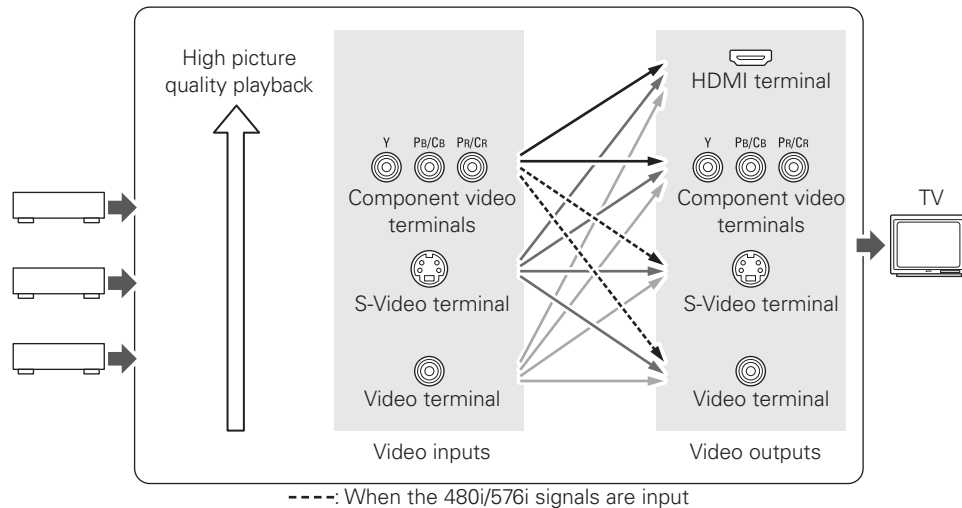 High picture
quality playback
Y PB/CB PR/CR
Component video
terminals
S-Video terminal
Video terminal
Video inputs
HDMI terminal
Y PB/CB PR/CR
Component video
terminals
S-Video terminal
Video terminal
Video outputs
TV
: When the 480i/576i signals are input